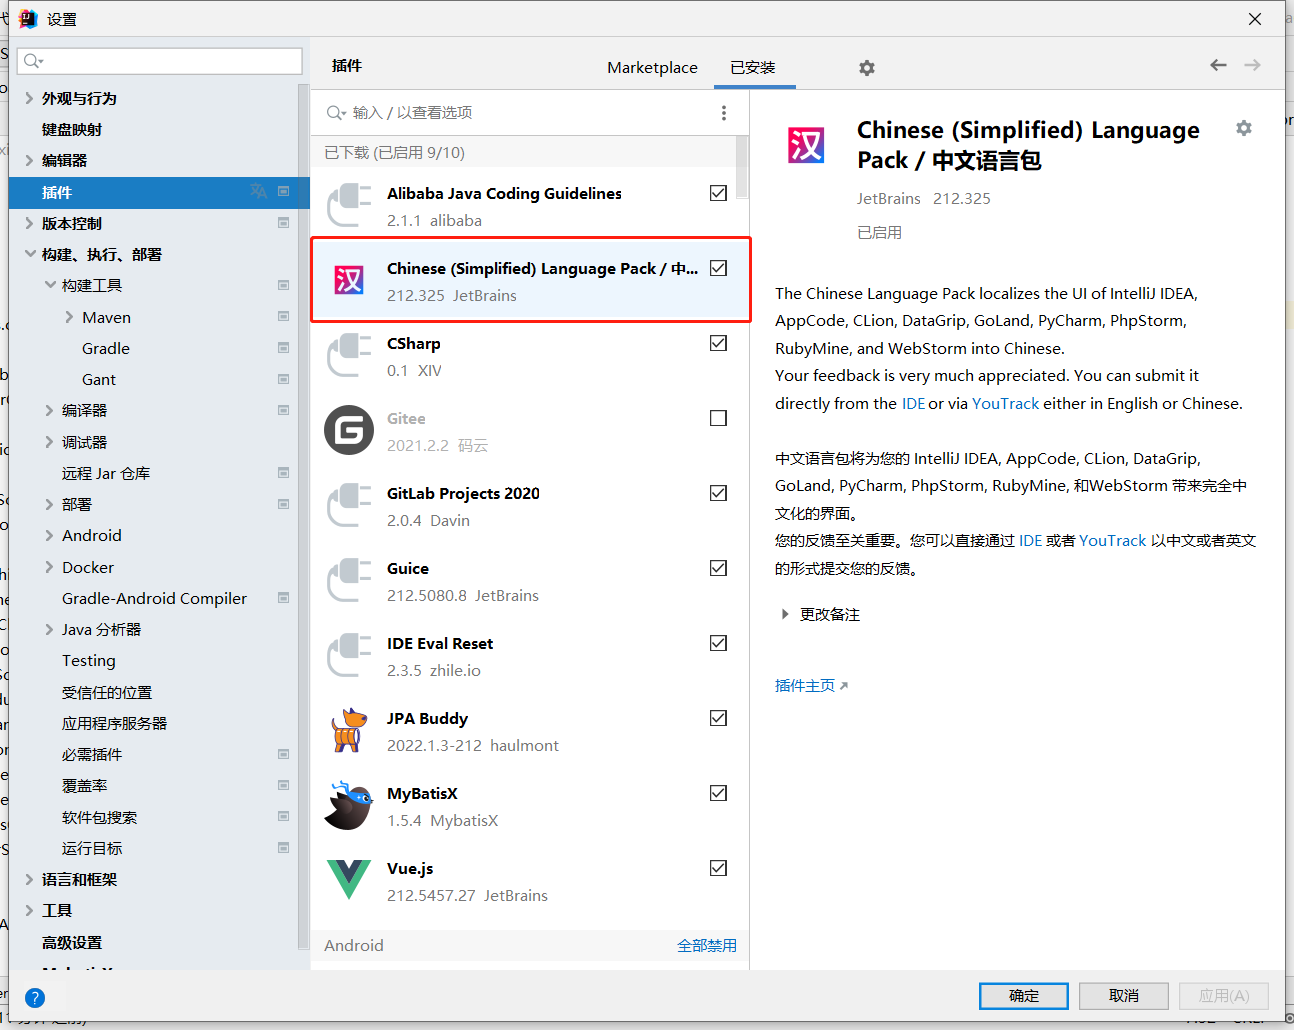 设置
插件
Marketplace
已安装
外观与行为
键盘映射
编辑器
插件
版本控制
构建、执行、部署
构建工具
Maven
Gradle
Gant
编译器
调试器
远程 Jar 仓库
部署
Android
Docker
Gradle-Android Compiler
Java 分析器
Testing
受信任的位置
应用程序服务器
必需插件
覆盖率
软件包搜索
运行目标
语言和框架
工具
高级设置
输入 / 以查看选项
已下载 (已启用 9/10)
Alibaba Java Coding Guidelines
2.1.1 alibaba
汉
Chinese (Simplified) Language Pack / 中...
212.325 JetBrains
CSharp
0.1 XIV
Gitee
2021.2.2 码云
GitLab Projects 2020
2.0.4 Davin
Guice
212.5080.8 JetBrains
IDE Eval Reset
2.3.5 zhile.io
JPA Buddy
2022.1.3-212 haulmont
MyBatisX
1.5.4 MybatisX
Vue.js
212.5457.27 JetBrains
Android
全部禁用
汉
Chinese (Simplified) Language
Pack / 中文语言包
JetBrains 212.325
已启用
The Chinese Language Pack localizes the UI of IntelliJ IDEA,
AppCode, CLion, DataGrip, GoLand, PyCharm, PhpStorm,
RubyMine, and WebStorm into Chinese.
Your feedback is very much appreciated. You can submit it
directly from the IDE or via YouTrack either in English or Chinese.
中文语言包将为您的 IntelliJ IDEA, AppCode, CLion, DataGrip,
GoLand, PyCharm, PhpStorm, RubyMine, 和WebStorm 带来完全中
文化的界面。
您的反馈至关重要。您可以直接通过 IDE 或者 YouTrack 以中文或者英文
的形式提交您的反馈。
更改备注
插件主页
?
确定
取消
应用(A)